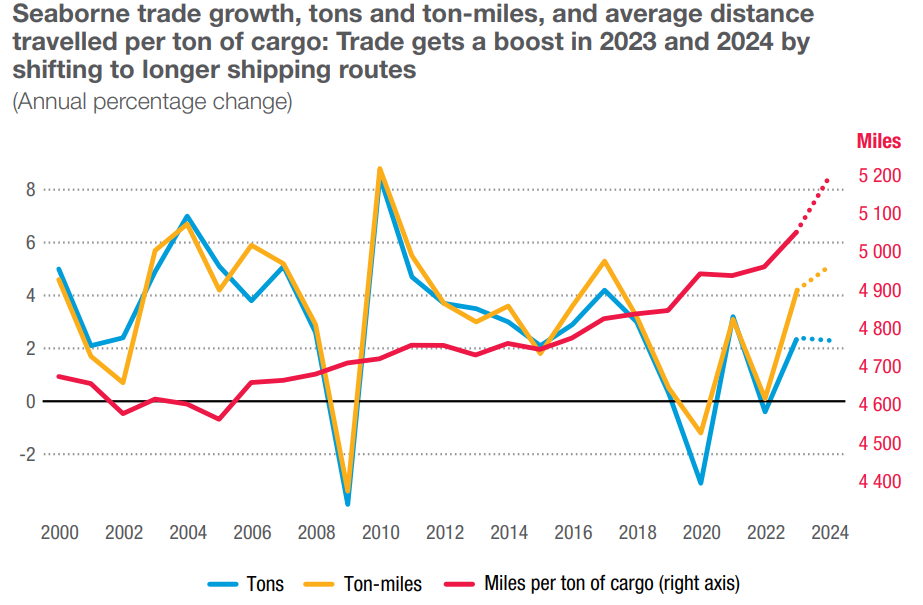 Seaborne trade growth, tons and ton-miles, and average distance
travelled per ton of cargo: Trade gets a boost in 2023 and 2024 by
shifting to longer shipping routes
(Annual percentage change)
Miles
8
6
4
2
0
-2
5 200
5 100
5 000
4 900
4 800
4 700
4 600
4 500
4 400
2000 2002 2004 2006 2008 2010 2012 2014 2016 2018 2020 2022 2024
Tons Ton-miles Miles per ton of cargo (right axis)